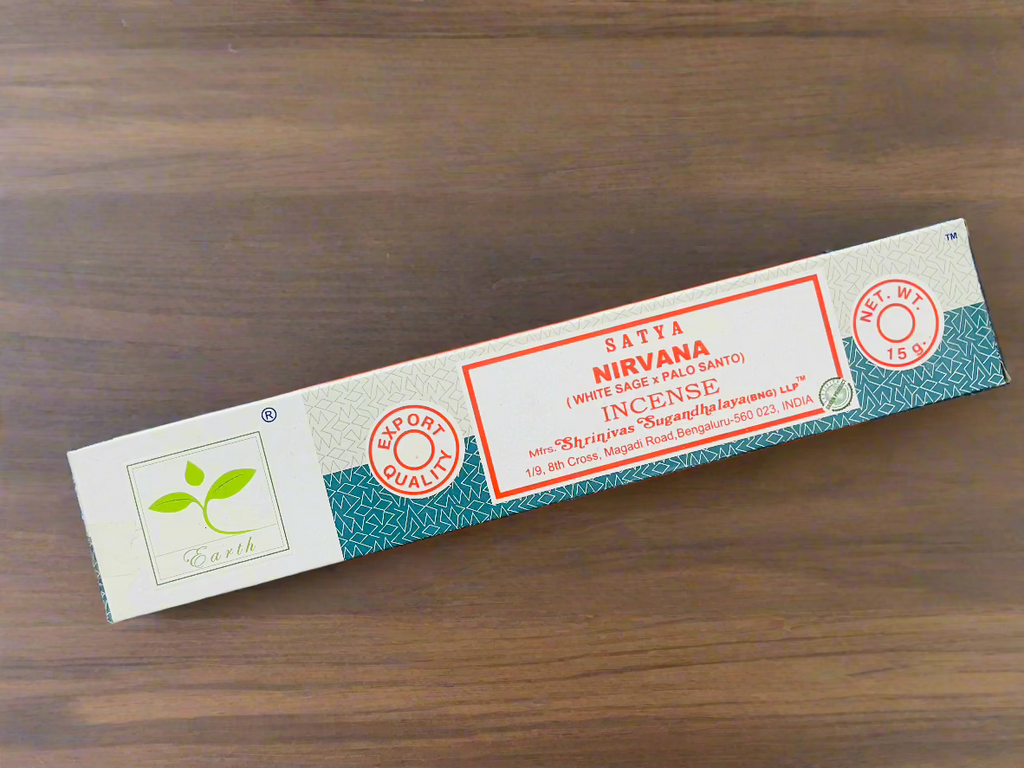 ®
Earth
EXPORT
QUALITY
SATYA
NIRVANA
( WHITE SAGE x PALO SANTO)
INCENSE
Mfrs. Shrinivas Sugandhalaya (BNG) LLP™
1/9, 8th Cross, Magadi Road, Bengaluru-560 023, INDIA
NET. WT.
15 g.
™